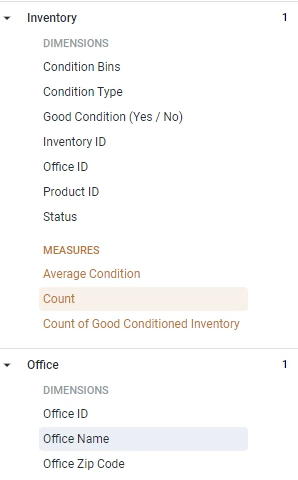 Inventory 1
DIMENSIONS
Condition Bins
Condition Type
Good Condition (Yes / No)
Inventory ID
Office ID
Product ID
Status
MEASURES
Average Condition
Count
Count of Good Conditioned Inventory
Office 1
DIMENSIONS
Office ID
Office Name
Office Zip Code